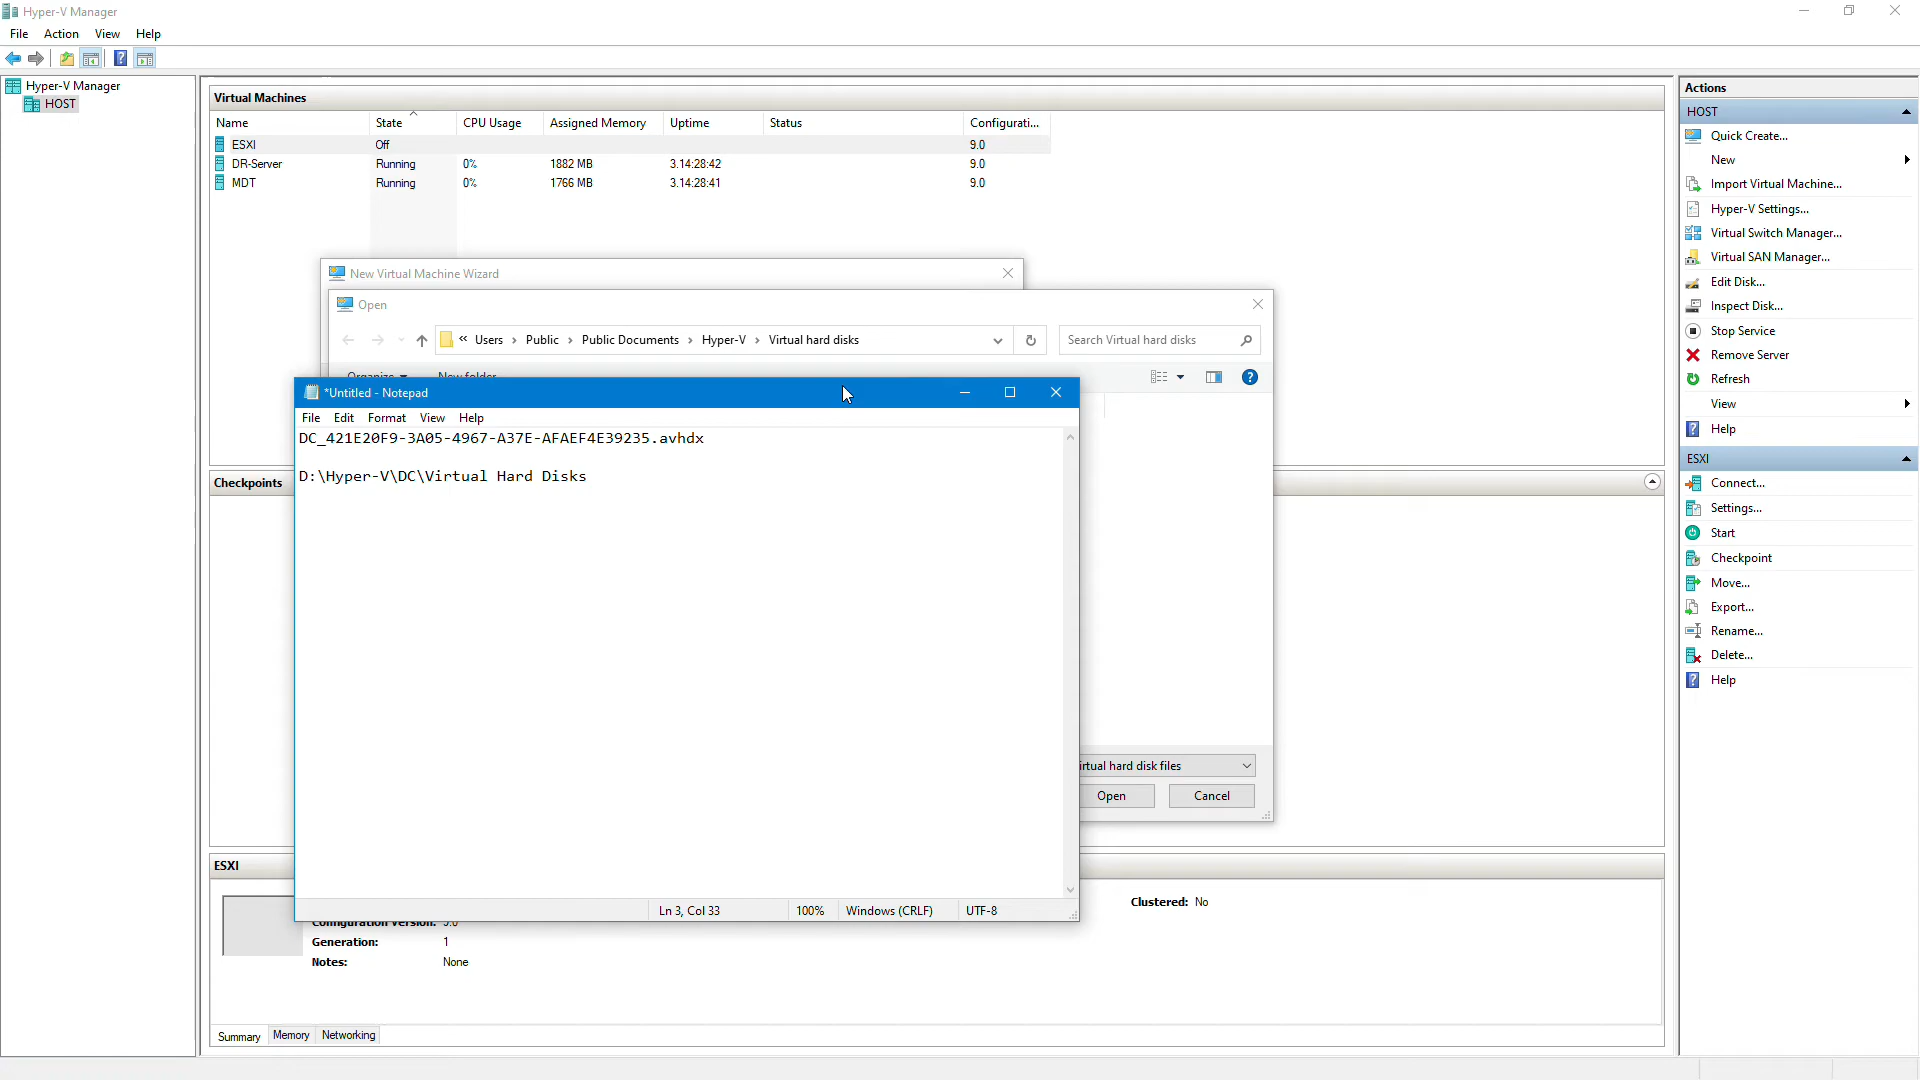 Hyper-V Manager
File Action View Help
Hyper-V Manager
HOST
Virtual Machines
Name State CPU Usage Assigned Memory Uptime Status Configurati...
ESXI Off 9.0
DR-Server Running 0% 1882 MB 3.14:28:42 9.0
MDT Running 0% 1766 MB 3.14:28:41 9.0
New Virtual Machine Wizard
Open
« Users › Public › Public Documents › Hyper-V › Virtual hard disks
Search Virtual hard disks
Organize New folder
*Untitled - Notepad
File Edit Format View Help
DC_421E20F9-3A05-4967-A37E-AFAEF4E39235.avhdx
D:\Hyper-V\DC\Virtual Hard Disks
Ln 3, Col 33 100% Windows (CRLF) UTF-8
irtual hard disk files
Open Cancel
Checkpoints
ESXI
Configuration Version: 9.0
Generation: 1
Notes: None
Clustered: No
Summary Memory Networking
Actions
HOST
Quick Create...
New
Import Virtual Machine...
Hyper-V Settings...
Virtual Switch Manager...
Virtual SAN Manager...
Edit Disk...
Inspect Disk...
Stop Service
Remove Server
Refresh
View
Help
ESXI
Connect...
Settings...
Start
Checkpoint
Move...
Export...
Rename...
Delete...
Help